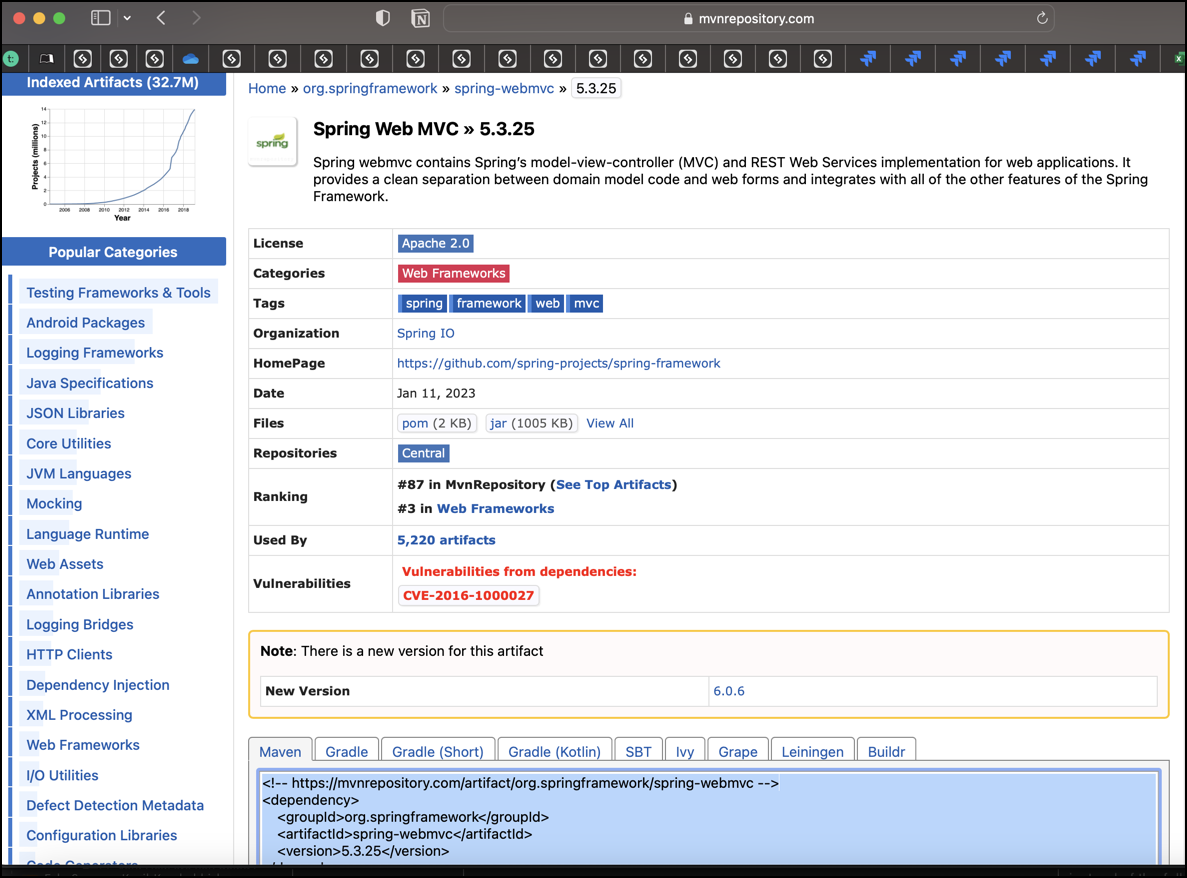 mvnrepository.com
Indexed Artifacts (32.7M)
Projects (millions)
14
12
10
8
6
4
2
0
2006 2008 2010 2012 2014 2016 2018
Year
Popular Categories
Testing Frameworks & Tools
Android Packages
Logging Frameworks
Java Specifications
JSON Libraries
Core Utilities
JVM Languages
Mocking
Language Runtime
Web Assets
Annotation Libraries
Logging Bridges
HTTP Clients
Dependency Injection
XML Processing
Web Frameworks
I/O Utilities
Defect Detection Metadata
Configuration Libraries
Code Generators
Home » org.springframework » spring-webmvc » 5.3.25
spring
Spring Web MVC » 5.3.25
Spring webmvc contains Spring's model-view-controller (MVC) and REST Web Services implementation for web applications. It
provides a clean separation between domain model code and web forms and integrates with all of the other features of the Spring
Framework.
License Apache 2.0
Categories Web Frameworks
Tags spring framework web mvc
Organization Spring IO
HomePage https://github.com/spring-projects/spring-framework
Date Jan 11, 2023
Files pom (2 KB) jar (1005 KB) View All
Repositories Central
Ranking #87 in MvnRepository (See Top Artifacts)
#3 in Web Frameworks
Used By 5,220 artifacts
Vulnerabilities Vulnerabilities from dependencies:
CVE-2016-1000027
Note: There is a new version for this artifact
New Version 6.0.6
Maven Gradle Gradle (Short) Gradle (Kotlin) SBT Ivy Grape Leiningen Buildr
<!-- https://mvnrepository.com/artifact/org.springframework/spring-webmvc -->
<dependency>
<groupId>org.springframework</groupId>
<artifactId>spring-webmvc</artifactId>
<version>5.3.25</version>